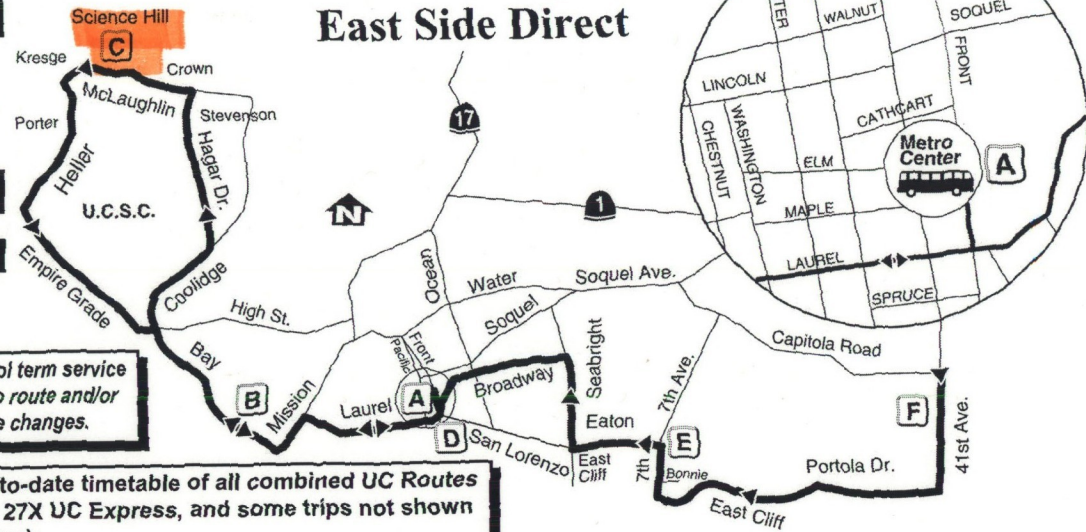 East Side Direct
Science Hill
C
Kresge
Crown
McLaughlin
Porter
Stevenson
Heller
Hagar Dr.
U.C.S.C.
Empire Grade
Coolidge
High St.
Bay
B
Mission
Laurel
A
D
Front
Pacific
Ocean
Water
Soquel
Soquel Ave.
Broadway
Seabright
San Lorenzo
Eaton
East
Cliff
7th Ave.
7th
E
Bonnie
East Cliff
Portola Dr.
F
41st Ave.
Capitola Road
17
1
N
WALNUT
SOQUEL
LINCOLN
FRONT
CATHCART
CHESTNUT
WASHINGTON
ELM
Metro
Center
A
MAPLE
LAUREL
SPRUCE
term service
route and/or
changes.
to-date timetable of all combined UC Routes
27X UC Express, and some trips not shown